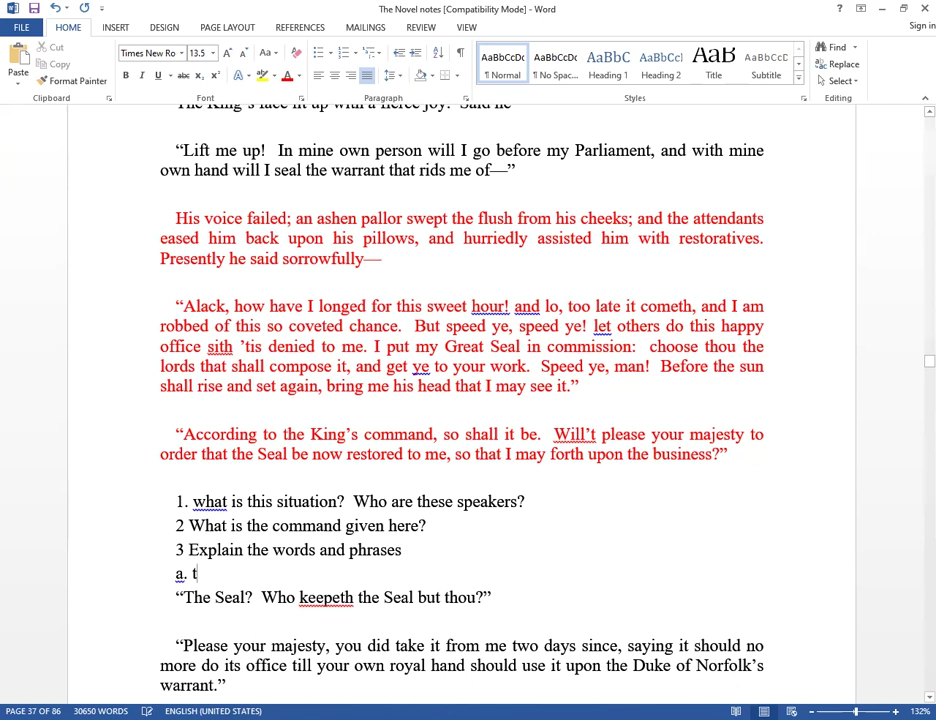 The Novel notes [Compatibility Mode] - Word
Sign in
FILE HOME INSERT DESIGN PAGE LAYOUT REFERENCES MAILINGS REVIEW VIEW
Cut
Copy
Paste
Format Painter
Times New Ro 13.5
AaBbCcDc AaBbCcDc AaBbC AaBbCcI AaB AaBbCcDc
¶ Normal ¶ No Spac... Heading 1 Heading 2 Title Subtitle
Find
Replace
Select
Clipboard Font Paragraph Styles Editing
“Lift me up!  In mine own person will I go before my Parliament, and with mine
own hand will I seal the warrant that rids me of—”
His voice failed; an ashen pallor swept the flush from his cheeks; and the attendants
eased him back upon his pillows, and hurriedly assisted him with restoratives.
Presently he said sorrowfully—
“Alack, how have I longed for this sweet hour! and lo, too late it cometh, and I am
robbed of this so coveted chance.  But speed ye, speed ye! let others do this happy
office sith ’tis denied to me. I put my Great Seal in commission:  choose thou the
lords that shall compose it, and get ye to your work.  Speed ye, man!  Before the sun
shall rise and set again, bring me his head that I may see it.”
“According to the King’s command, so shall it be.  Will’t please your majesty to
order that the Seal be now restored to me, so that I may forth upon the business?”
1. what is this situation?  Who are these speakers?
2 What is the command given here?
3 Explain the words and phrases
a. t
“The Seal?  Who keepeth the Seal but thou?”
“Please your majesty, you did take it from me two days since, saying it should no
more do its office till your own royal hand should use it upon the Duke of Norfolk’s
warrant.”
PAGE 37 OF 86 30650 WORDS ENGLISH (UNITED STATES) 132%